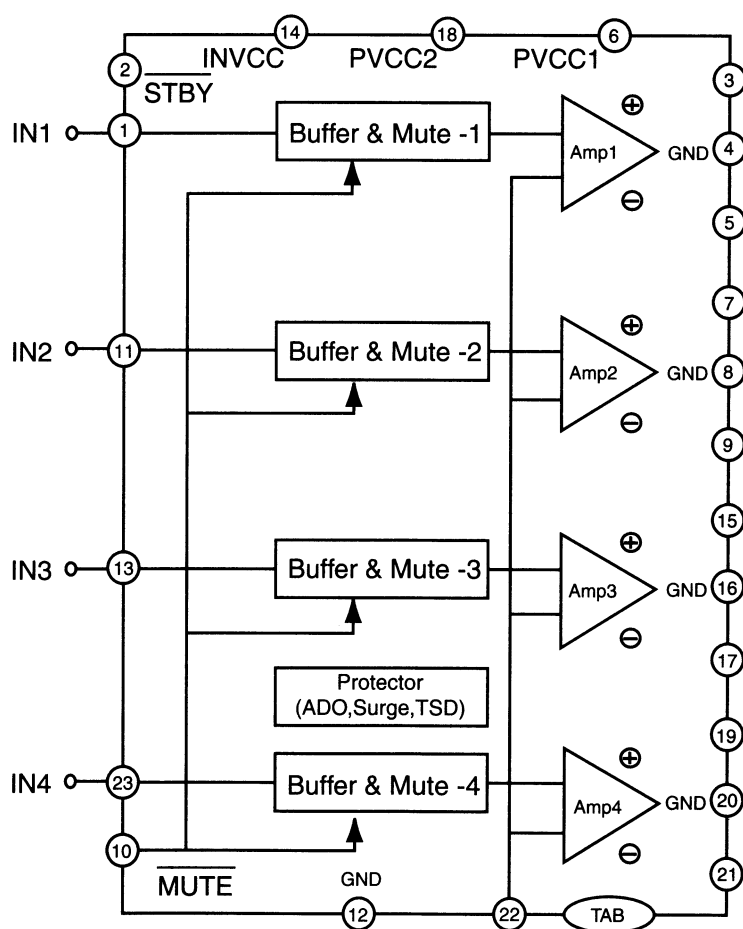 14
18
6
2
INVCC
PVCC2
PVCC1
3
STBY
IN1
1
Buffer & Mute -1
+
Amp1
GND
4
−
5
7
IN2
11
Buffer & Mute -2
+
Amp2
GND
8
−
9
15
IN3
13
Buffer & Mute -3
+
Amp3
GND
16
−
17
Protector
(ADO,Surge,TSD)
19
IN4
23
Buffer & Mute -4
+
Amp4
GND
20
−
10
MUTE
GND
21
12
22
TAB